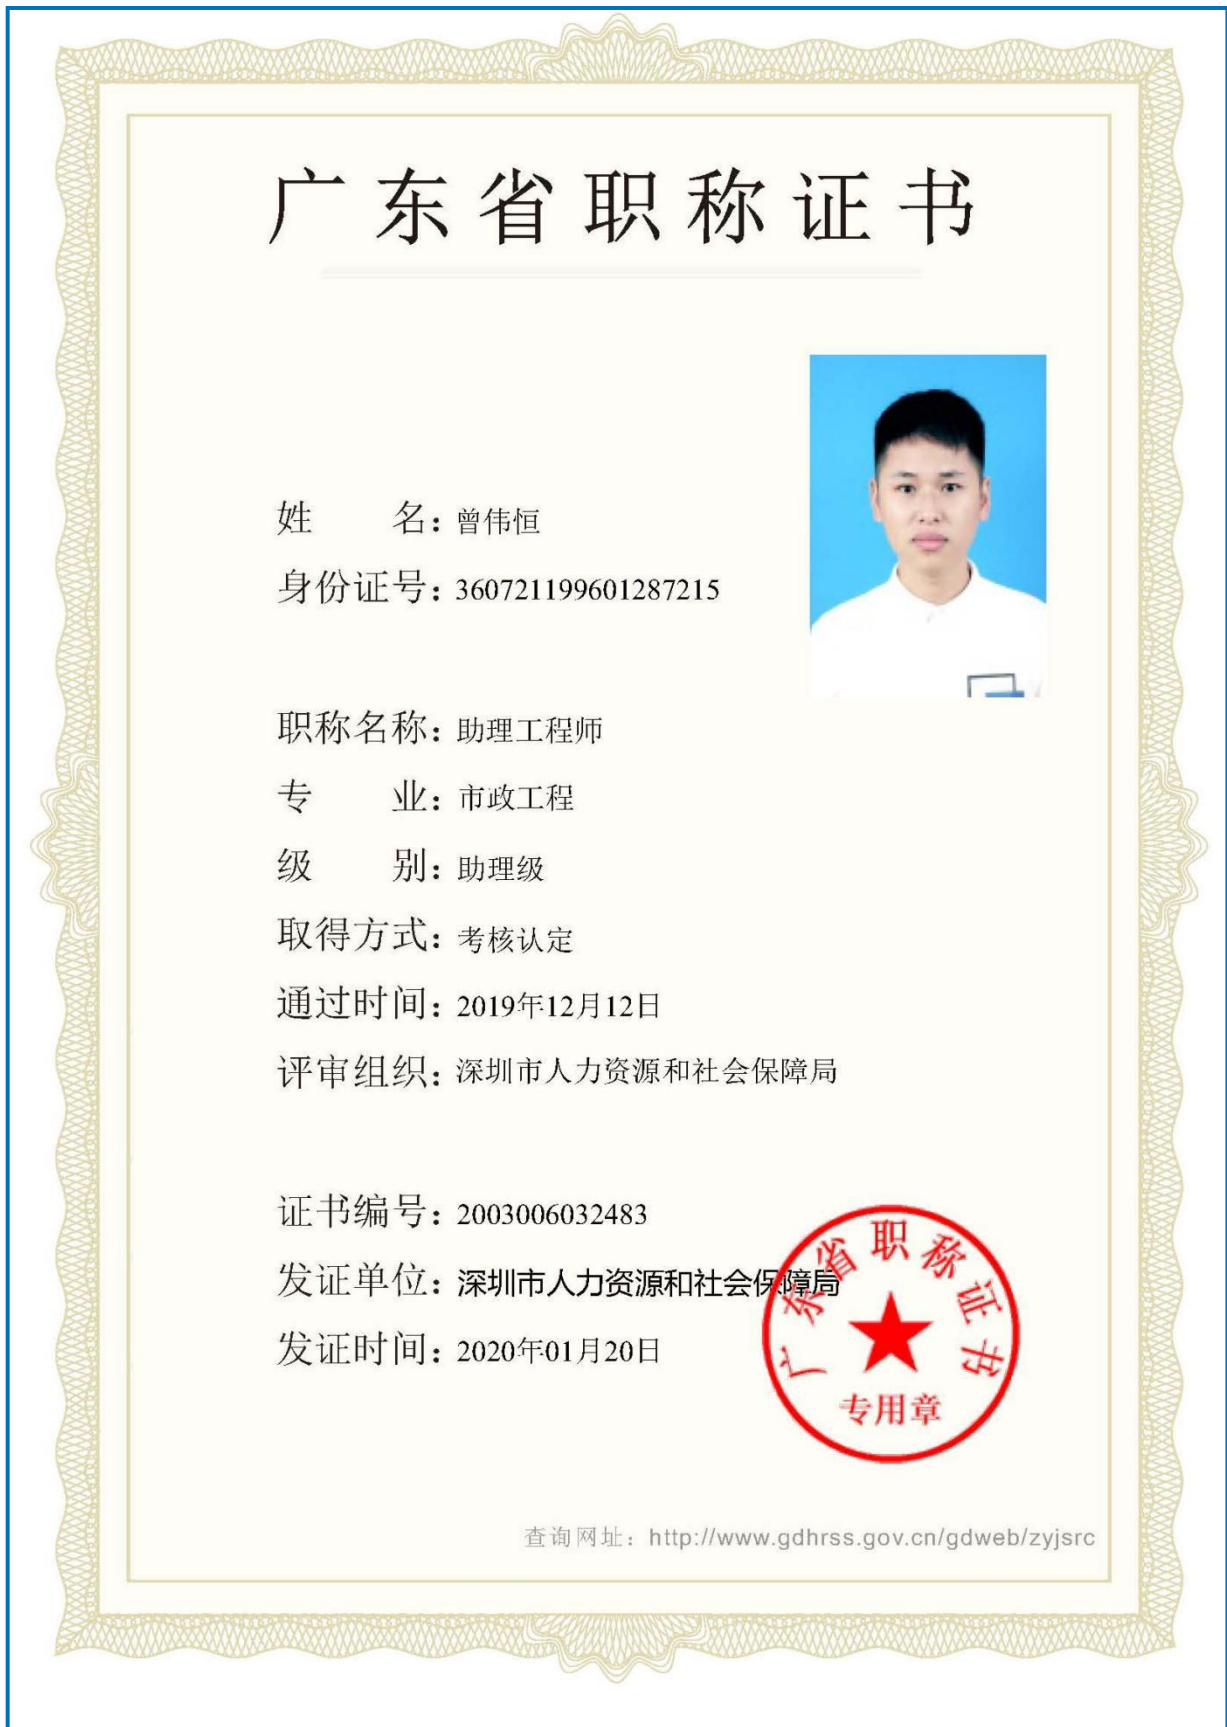 广东省职称证书
姓 名：曾伟恒
身份证号：360721199601287215
职称名称：助理工程师
专 业：市政工程
级 别：助理级
取得方式：考核认定
通过时间：2019年12月12日
评审组织：深圳市人力资源和社会保障局
证书编号：2003006032483
发证单位：深圳市人力资源和社会保障局
发证时间：2020年01月20日
广东省职称证书
专用章
查询网址：http://www.gdhrss.gov.cn/gdweb/zyjsrc